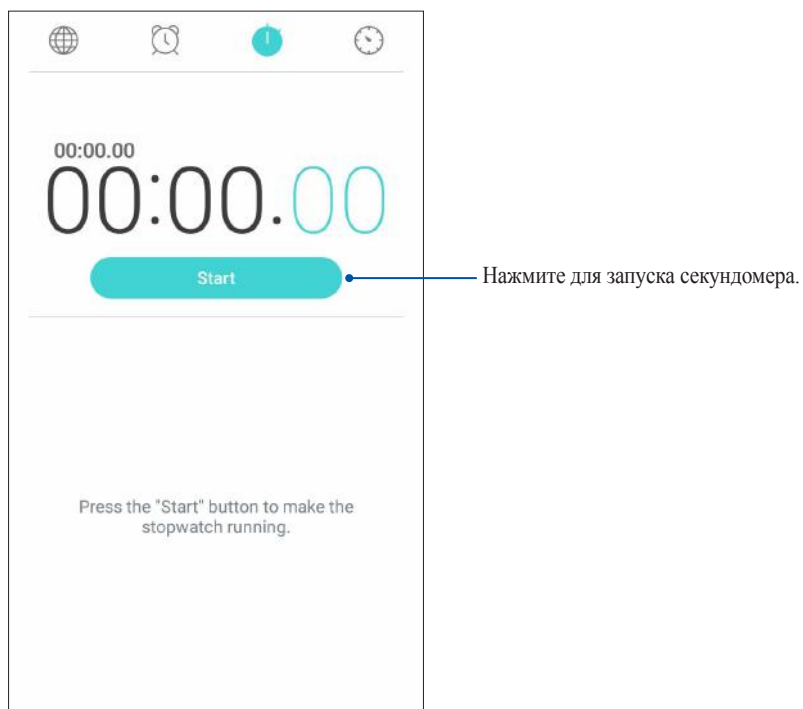 00:00.00
00:00.00
Start
Нажмите для запуска секундомера.
Press the "Start" button to make the
stopwatch running.